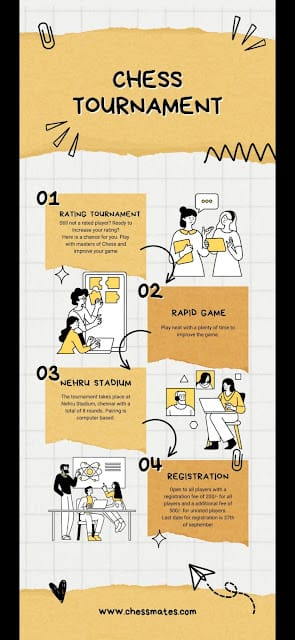 CHESS
TOURNAMENT
01
RATING TOURNAMENT
Still not a rated player? Ready to
increase your rating?
Here is a chance for you. Play
with masters of Chess and
improve your game
02
RAPID GAME
Play neat with a plenty of time to
improve the game
03
NEHRU STADIUM
The tournament takes place at
Nehru Stadium, chennai with a
total of 8 rounds. Pairing is
computer based.
04
REGISTRATION
Open to all players with a
registration fee of 200/- for all
players and a additional fee of
500/- for unrated players.
Last date for registration is 27th
of september
www.chessmates.com